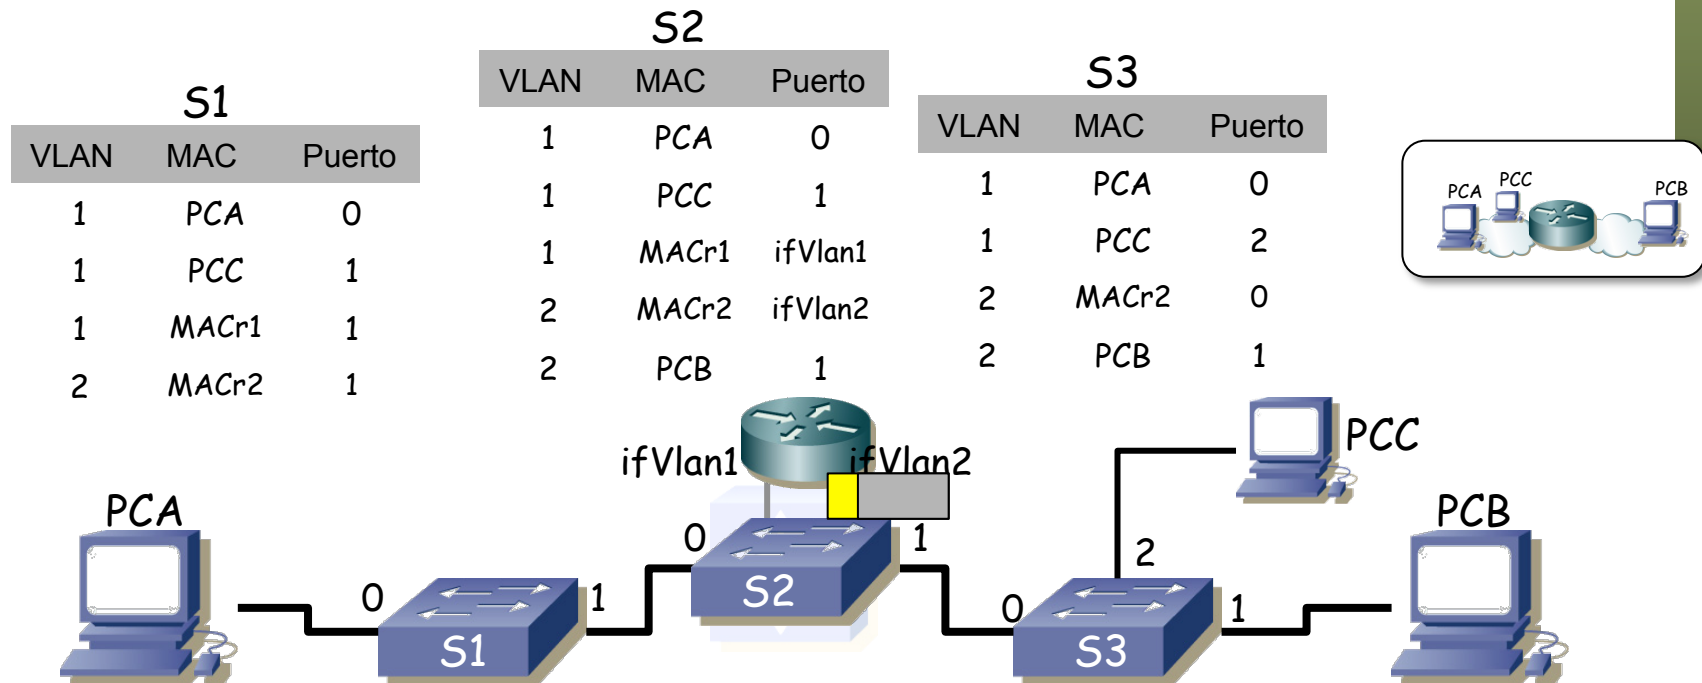 S1
VLAN MAC Puerto
1 PCA 0
1 PCC 1
1 MACr1 1
2 MACr2 1
S2
VLAN MAC Puerto
1 PCA 0
1 PCC 1
1 MACr1 ifVlan1
2 MACr2 ifVlan2
2 PCB 1
S3
VLAN MAC Puerto
1 PCA 0
1 PCC 2
2 MACr2 0
2 PCB 1
PCA PCC PCB
ifVlan1 ifVlan2
PCC
PCA
PCB
0 1
2
0 1
0 1
S2
S1
S3